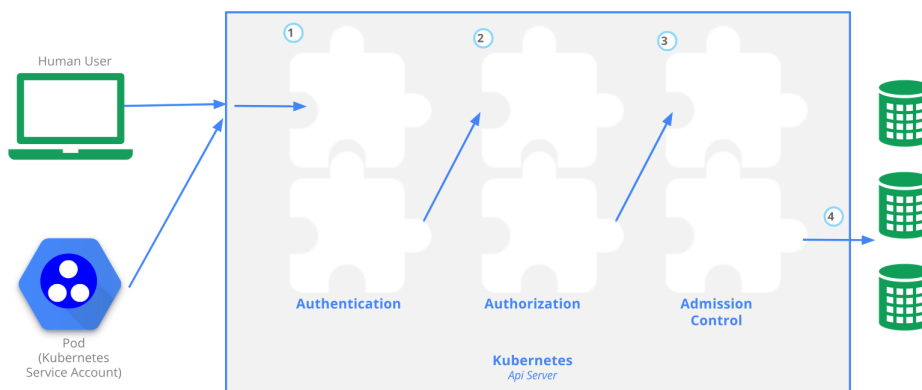 Human User
1
2
3
4
Pod
(Kubernetes
Service Account)
Authentication
Authorization
Admission
Control
Kubernetes
Api Server